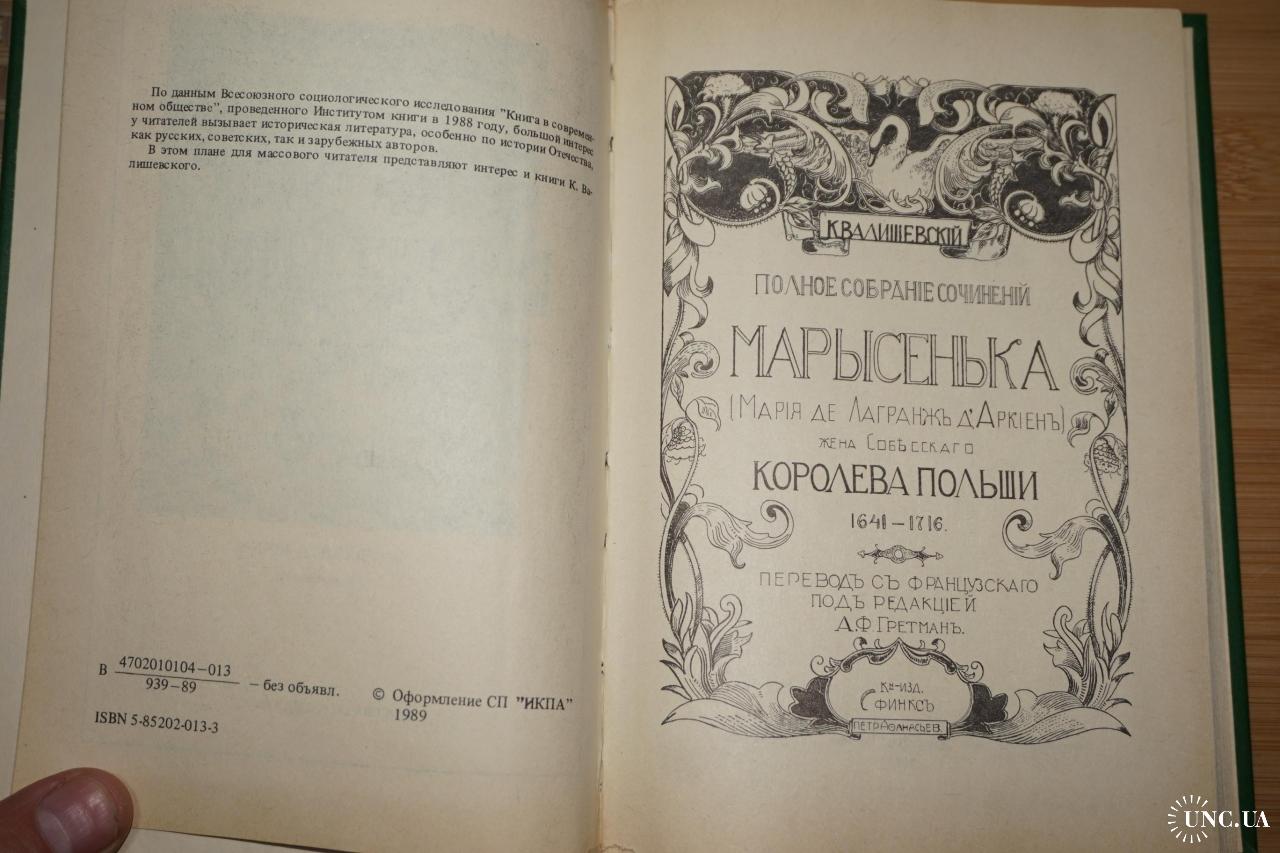 По данным Всесоюзного социологического исследования "Книга в современ-
ном обществе", проведенного Институтом книги в 1988 году, большой интерес
у читателей вызывает историческая литература, особенно по истории Отечества,
как русских, советских, так и зарубежных авторов.
В этом плане для массового читателя представляют интерес и книги К. Ва-
лишевского.
В 4702010104–013
939–89
– без объявл.
© Оформление СП "ИКПА"
1989
ISBN 5-85202-013-3
К ВАЛИШЕВСКІЙ
ПОЛНОЕ СОБРАНІЕ СОЧИНЕНІЙ
МАРЫСЕНЬКА
(МАРІЯ ДЕ ЛАГРАНЖЪ Д'АРКІЕНЪ)
ЖЕНА СОБѢССКАГО
КОРОЛЕВА ПОЛЬШИ
1641–1716.
ПЕРЕВОДЪ СЪ ФРАНЦУЗСКАГО
ПОДЪ РЕДАКЦІЕЙ
А.Ф. ГРЕТМАНЪ.
КН-ИЗД.
СФИНКСЪ
ПЕТРЪ АѲАНАСЬЕВ.
UNC.UA